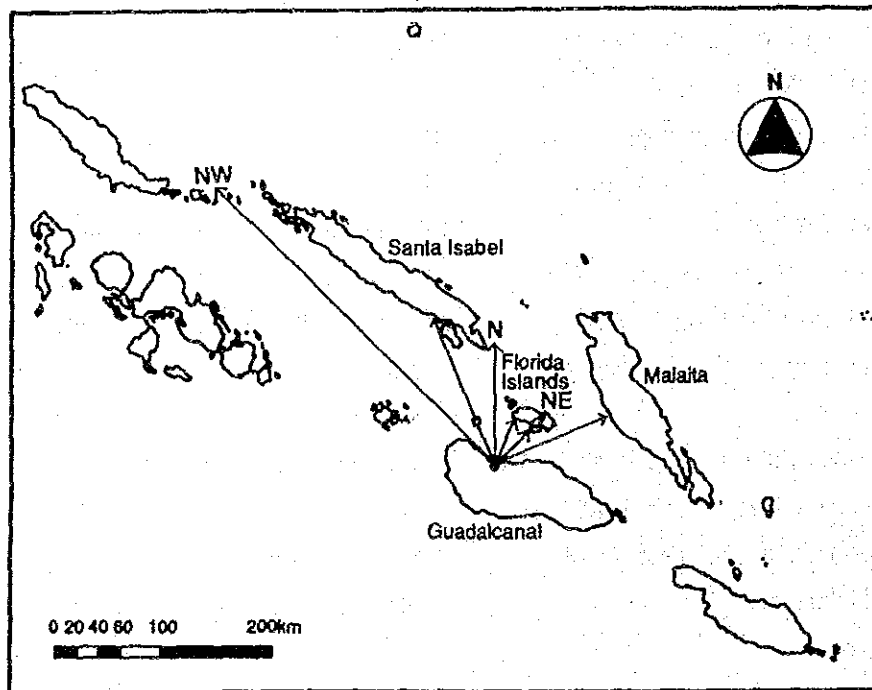 N
NW
Santa Isabel
N
Florida
Islands
NE
Malaita
Guadalcanal
0 20 40 60 100 200km